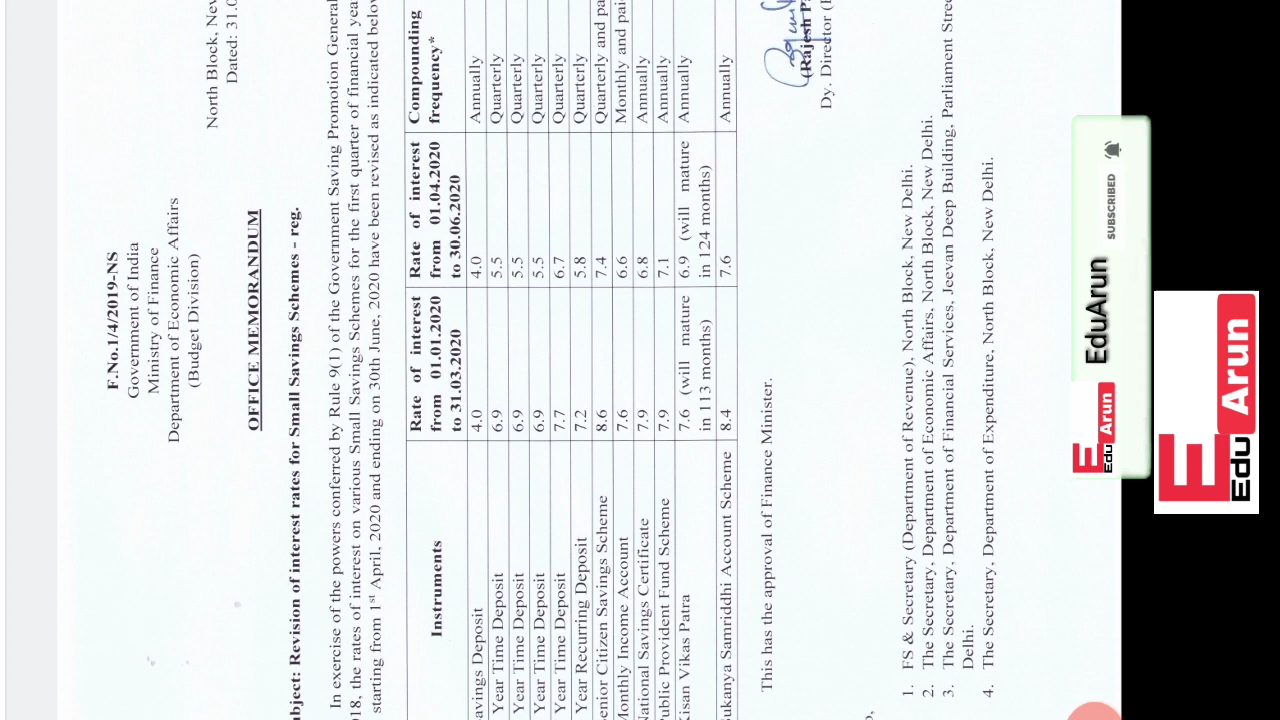 F.No.1/4/2019-NS
Government of India
Ministry of Finance
Department of Economic Affairs
(Budget Division)
North Block, New
Dated: 31.0
OFFICE MEMORANDUM
bject: Revision of interest rates for Small Savings Schemes – reg.
In exercise of the powers conferred by Rule 9(1) of the Government Saving Promotion General
018, the rates of interest on various Small Savings Schemes for the first quarter of financial yea
starting from 1st April, 2020 and ending on 30th June, 2020 have been revised as indicated below
Instruments
Rate of interest from 01.01.2020 to 31.03.2020
Rate of interest from 01.04.2020 to 30.06.2020
Compounding frequency*
avings Deposit 4.0 4.0 Annually
Year Time Deposit 6.9 5.5 Quarterly
Year Time Deposit 6.9 5.5 Quarterly
Year Time Deposit 6.9 5.5 Quarterly
Year Time Deposit 7.7 6.7 Quarterly
Year Recurring Deposit 7.2 5.8 Quarterly
enior Citizen Savings Scheme 8.6 7.4 Quarterly and pa
Monthly Income Account 7.6 6.6 Monthly and paid
National Savings Certificate 7.9 6.8 Annually
Public Provident Fund Scheme 7.9 7.1 Annually
Kisan Vikas Patra 7.6 (will mature in 113 months) 6.9 (will mature in 124 months) Annually
ukanya Samriddhi Account Scheme 8.4 7.6 Annually
This has the approval of Finance Minister.
(Rajesh Pa
Dy. Director (
o,
1. FS & Secretary (Department of Revenue), North Block, New Delhi.
2. The Secretary, Department of Economic Affairs, North Block, New Delhi.
3. The Secretary, Department of Financial Services, Jeevan Deep Building, Parliament Stree
Delhi.
4. The Secretary, Department of Expenditure, North Block, New Delhi.
E
Edu Arun
EduArun
SUBSCRIBED
E
Edu Arun